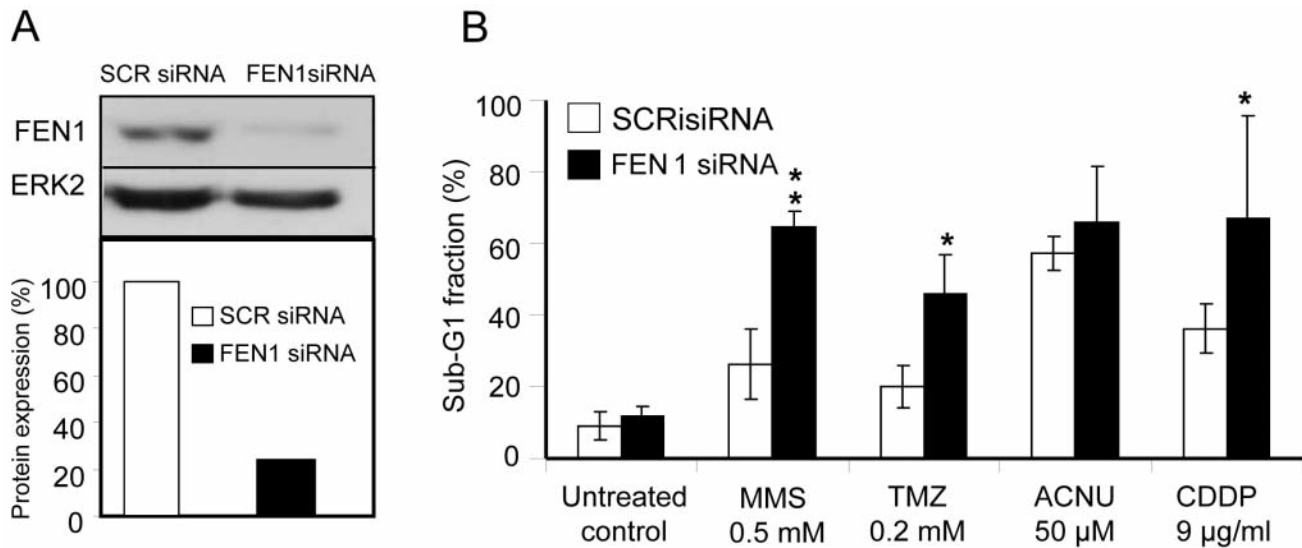 A
SCR siRNA FEN1siRNA
FEN1
ERK2
Protein expression (%)
100
80
60
40
20
0
SCR siRNA
FEN1 siRNA
B
Sub-G1 fraction (%)
100
80
60
40
20
0
SCRisiRNA
FEN 1 siRNA
*
*
*
*
Untreated MMS TMZ ACNU CDDP
control 0.5 mM 0.2 mM 50 µM 9 µg/ml